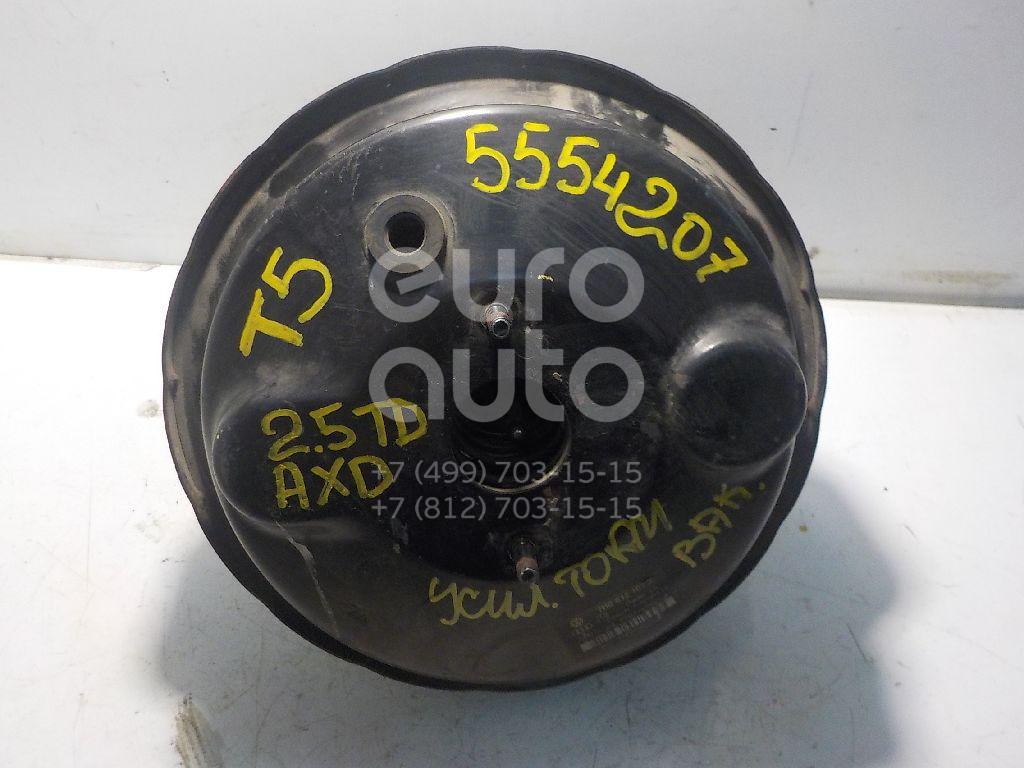 5554207
T5
euro
auto
2.5TD
AXD
+7 (499) 703-15-15
+7 (812) 703-15-15
усил. торм
вак.